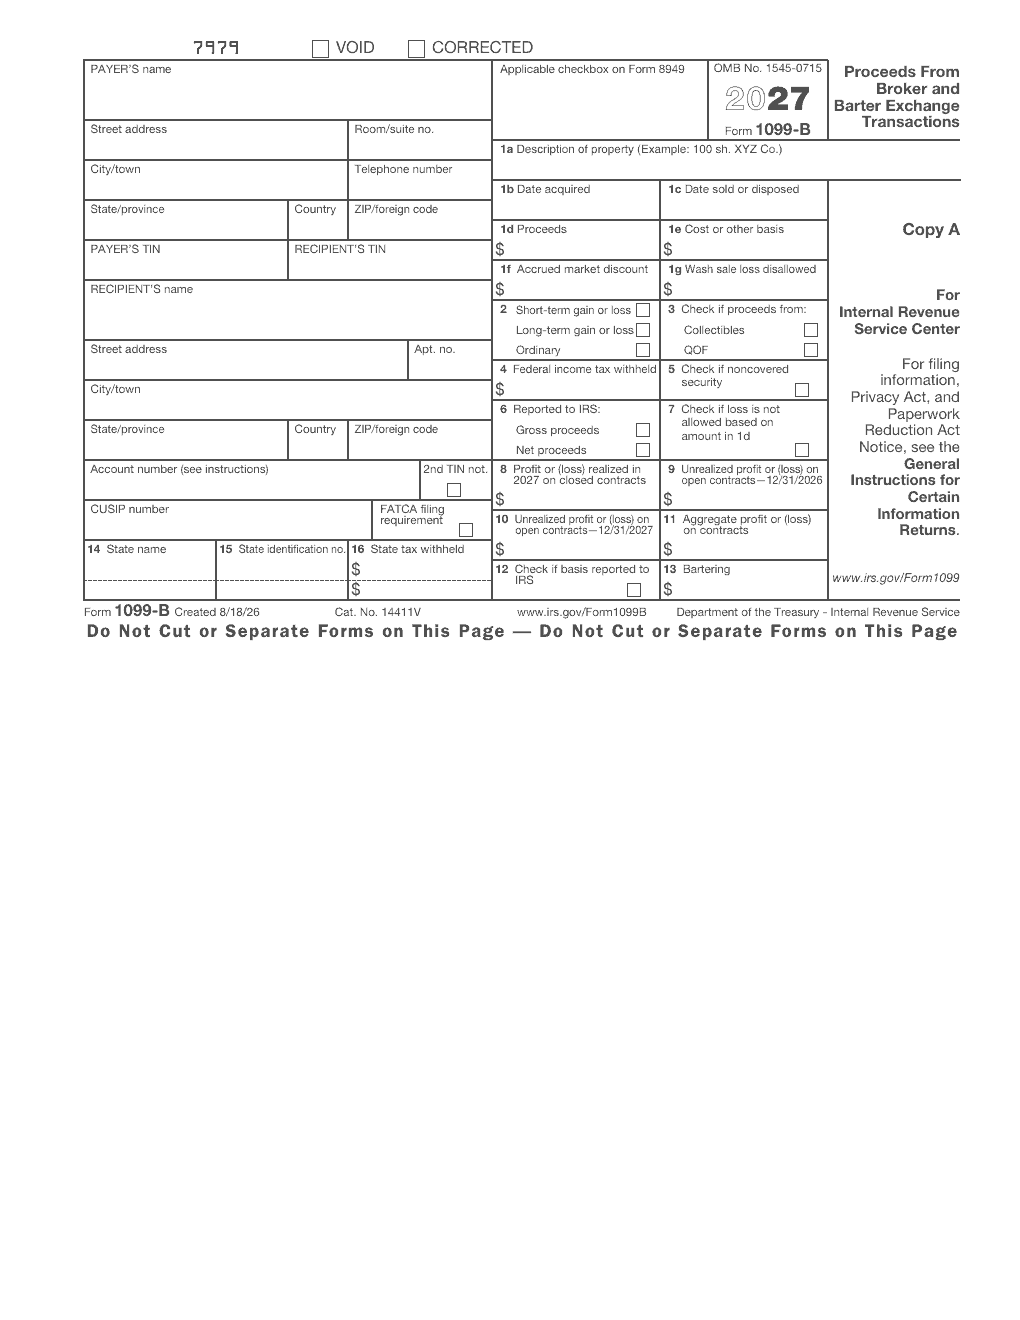 7979 VOID CORRECTED
PAYER'S name
Street address Room/suite no.
City/town Telephone number
State/province Country ZIP/foreign code
PAYER'S TIN RECIPIENT'S TIN
RECIPIENT'S name
Street address Apt. no.
City/town
State/province Country ZIP/foreign code
Account number (see instructions) 2nd TIN not.
CUSIP number FATCA filing
requirement
14 State name 15 State identification no. 16 State tax withheld
$
$
Applicable checkbox on Form 8949
OMB No. 1545-0715
2027
Form 1099-B
Proceeds From
Broker and
Barter Exchange
Transactions
1a Description of property (Example: 100 sh. XYZ Co.)
1b Date acquired
1c Date sold or disposed
1d Proceeds
$
1e Cost or other basis
$
1f Accrued market discount
$
1g Wash sale loss disallowed
$
2 Short-term gain or loss
Long-term gain or loss
Ordinary
3 Check if proceeds from:
Collectibles
QOF
4 Federal income tax withheld
$
5 Check if noncovered
security
6 Reported to IRS:
Gross proceeds
Net proceeds
7 Check if loss is not
allowed based on
amount in 1d
8 Profit or (loss) realized in
2027 on closed contracts
$
9 Unrealized profit or (loss) on
open contracts—12/31/2026
$
10 Unrealized profit or (loss) on
open contracts—12/31/2027
$
11 Aggregate profit or (loss)
on contracts
$
12 Check if basis reported to
IRS
13 Bartering
$
Copy A
For
Internal Revenue
Service Center
For filing
information,
Privacy Act, and
Paperwork
Reduction Act
Notice, see the
General
Instructions for
Certain
Information
Returns.
www.irs.gov/Form1099
Form 1099-B Created 8/18/26 Cat. No. 14411V www.irs.gov/Form1099B Department of the Treasury - Internal Revenue Service
Do Not Cut or Separate Forms on This Page — Do Not Cut or Separate Forms on This Page